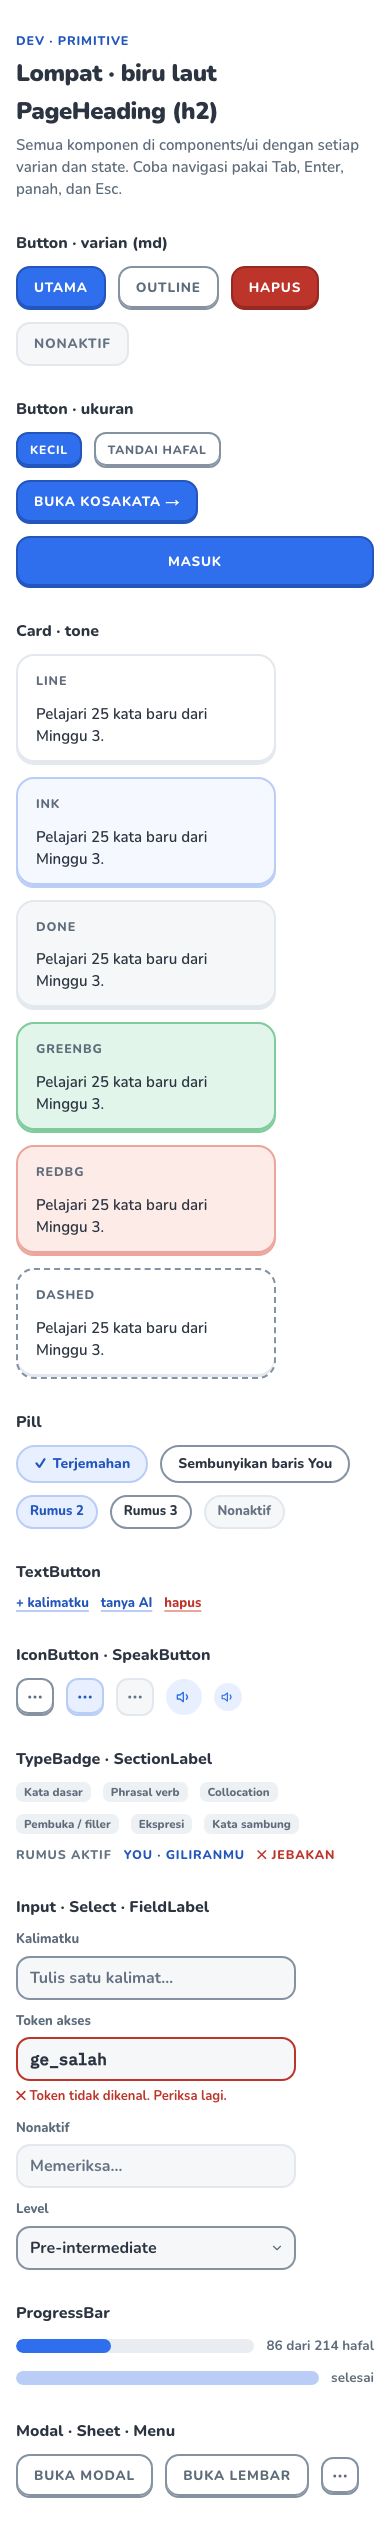 DEV · PRIMITIVE
Lompat · biru laut
PageHeading (h2)
Semua komponen di components/ui dengan setiap
varian dan state. Coba navigasi pakai Tab, Enter,
panah, dan Esc.
Button · varian (md)
UTAMA OUTLINE HAPUS
NONAKTIF
Button · ukuran
KECIL TANDAI HAFAL
BUKA KOSAKATA →
MASUK
Card · tone
LINE
Pelajari 25 kata baru dari
Minggu 3.
INK
Pelajari 25 kata baru dari
Minggu 3.
DONE
Pelajari 25 kata baru dari
Minggu 3.
GREENBG
Pelajari 25 kata baru dari
Minggu 3.
REDBG
Pelajari 25 kata baru dari
Minggu 3.
DASHED
Pelajari 25 kata baru dari
Minggu 3.
Pill
✓ Terjemahan Sembunyikan baris You
Rumus 2 Rumus 3 Nonaktif
TextButton
+ kalimatku tanya AI hapus
IconButton · SpeakButton
TypeBadge · SectionLabel
Kata dasar Phrasal verb Collocation
Pembuka / filler Ekspresi Kata sambung
RUMUS AKTIF YOU · GILIRANMU ✕ JEBAKAN
Input · Select · FieldLabel
Kalimatku
Tulis satu kalimat...
Token akses
ge_salah
✕ Token tidak dikenal. Periksa lagi.
Nonaktif
Memeriksa...
Level
Pre-intermediate
ProgressBar
86 dari 214 hafal
selesai
Modal · Sheet · Menu
BUKA MODAL BUKA LEMBAR